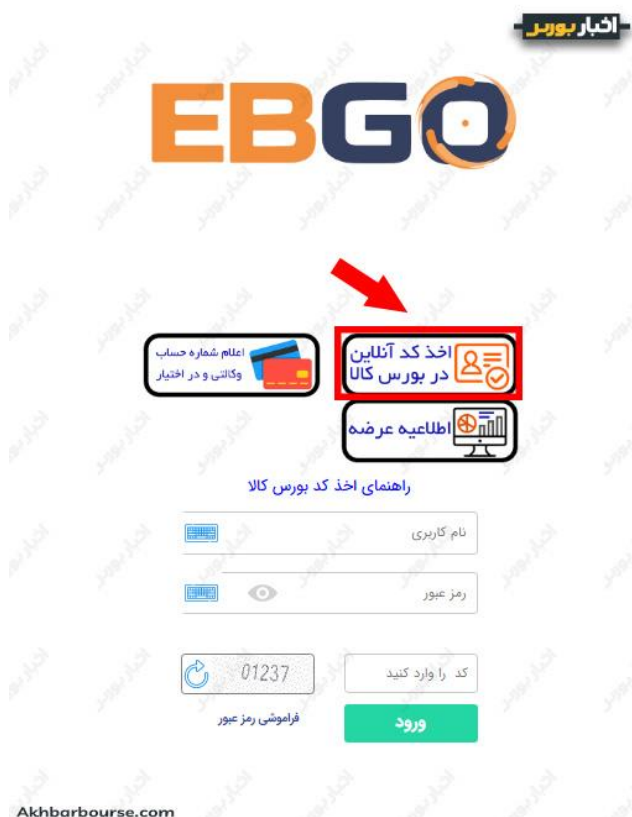 اخبار بورس
EBGO
اخذ کد آنلاین
در بورس کالا
اعلام شماره حساب
وکالتی و در اختیار
اطلاعیه عرضه
راهنمای اخذ کد بورس کالا
نام کاربری
رمز عبور
کد را وارد کنید
01237
ورود
فراموشی رمز عبور
Akhbarbourse.com